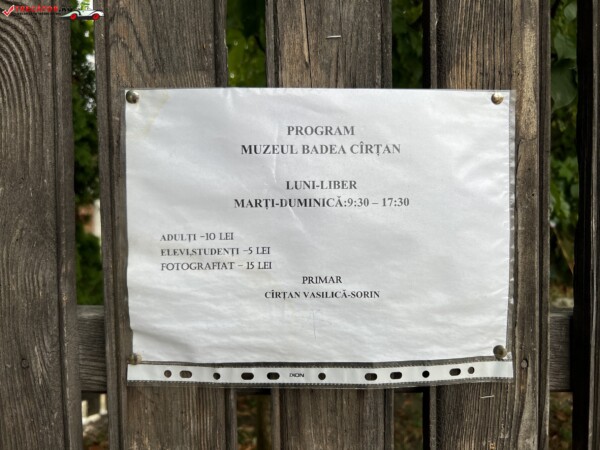 PROGRAM
MUZEUL BADEA CÎRȚAN
LUNI-LIBER
MARȚI-DUMINICĂ:9:30 – 17:30
ADULȚI -10 LEI
ELEVI,STUDENȚI -5 LEI
FOTOGRAFIAT - 15 LEI
PRIMAR
CÎRȚAN VASILICĂ-SORIN